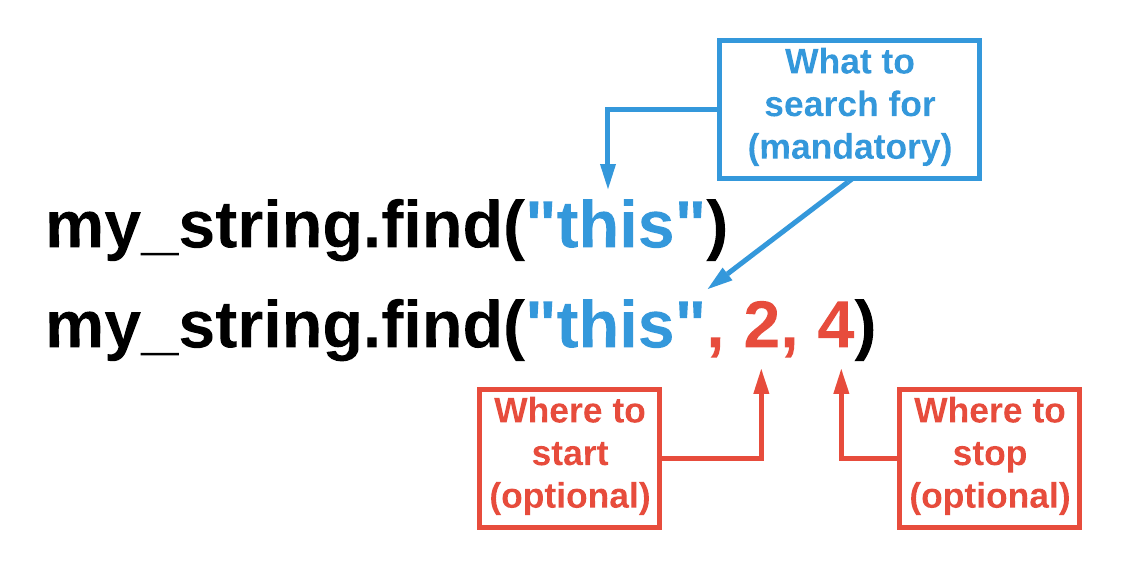 What to
search for
(mandatory)
my_string.find("this")
my_string.find("this", 2, 4)
Where to
start
(optional)
Where to
stop
(optional)